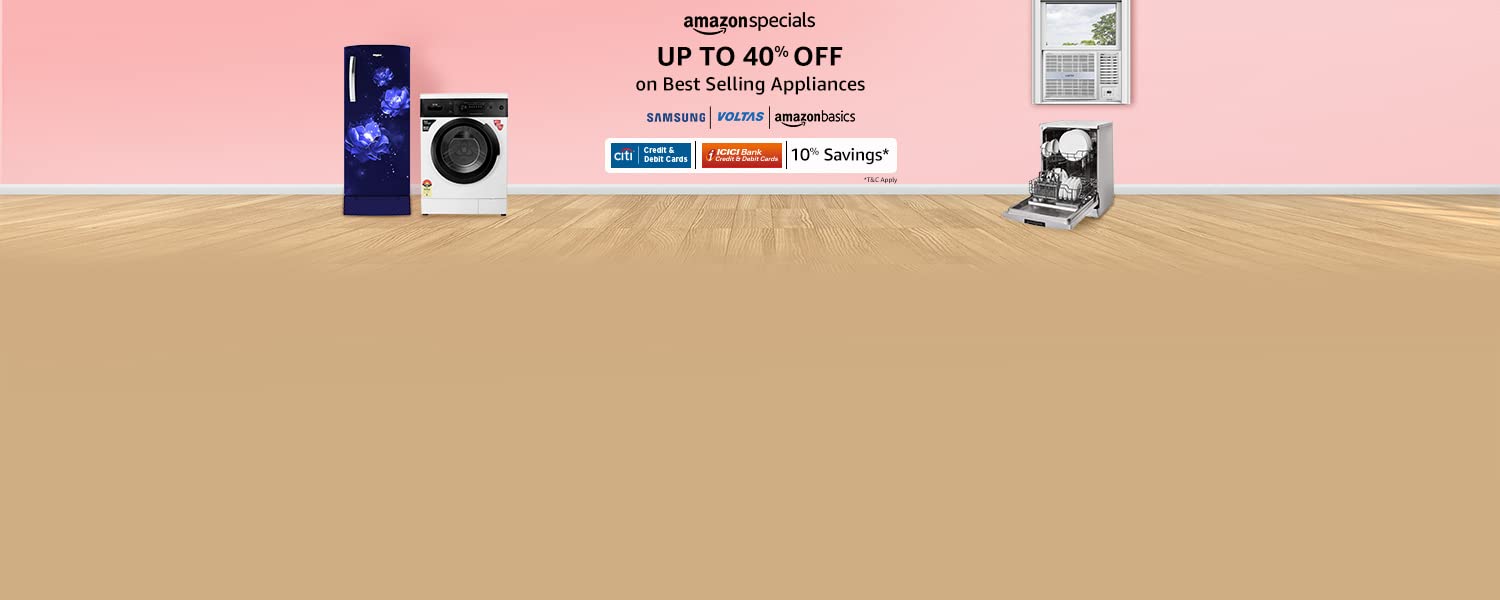 amazonspecials
UP TO 40% OFF
on Best Selling Appliances
SAMSUNG VOLTAS amazonbasics
citi Credit & Debit Cards ICICI Bank Credit & Debit Cards 10% Savings*
*T&C Apply